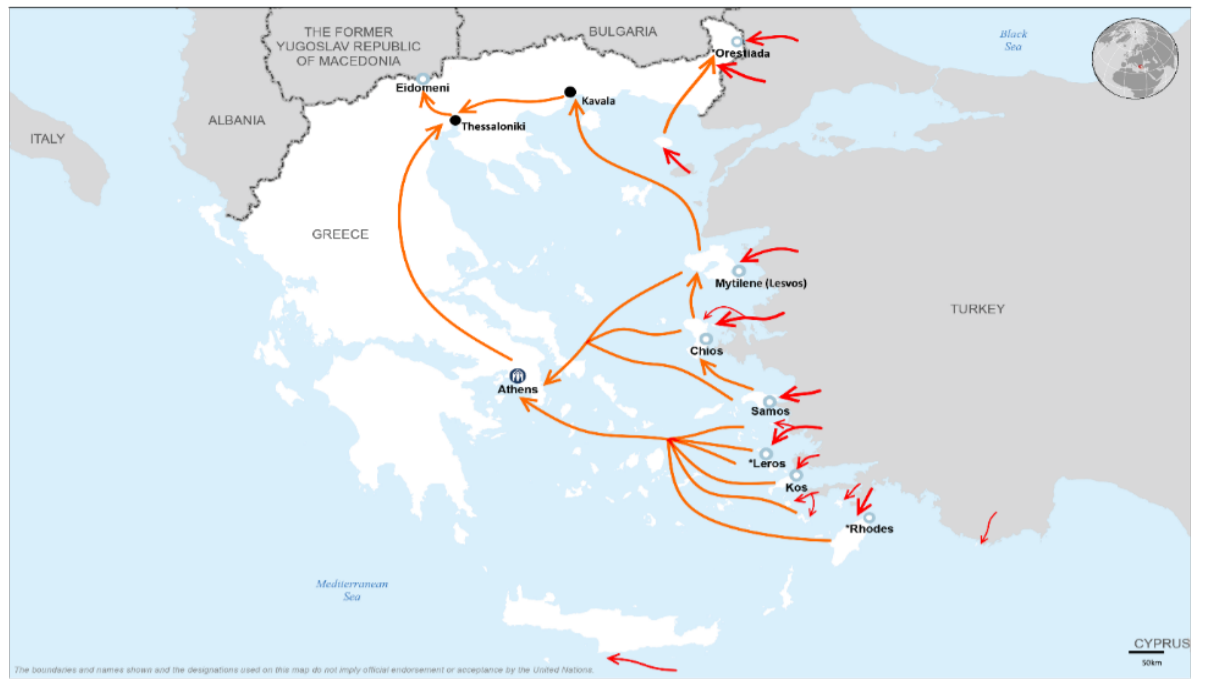 THE FORMER
YUGOSLAV REPUBLIC
OF MACEDONIA
BULGARIA
Black
Sea
*Orestiada
Eidomeni
Kavala
ALBANIA
Thessaloniki
ITALY
GREECE
Mytilene (Lesvos)
TURKEY
Chios
Athens
Samos
*Leros
Kos
*Rhodes
Mediterranean
Sea
CYPRUS
50km
The boundaries and names shown and the designations used on this map do not imply official endorsement or acceptance by the United Nations.